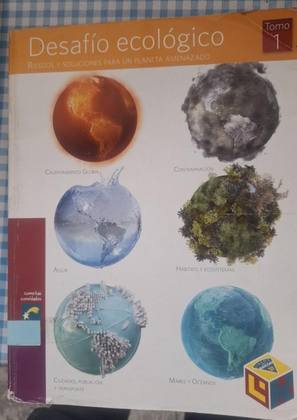 Desafío ecológico
Riesgos y soluciones para un planeta amenazado
Tomo
1
Calentamiento Global
Contaminación
Agua
Hábitats y ecosistemas
Ciudades, población
y transporte
Mares y Océanos